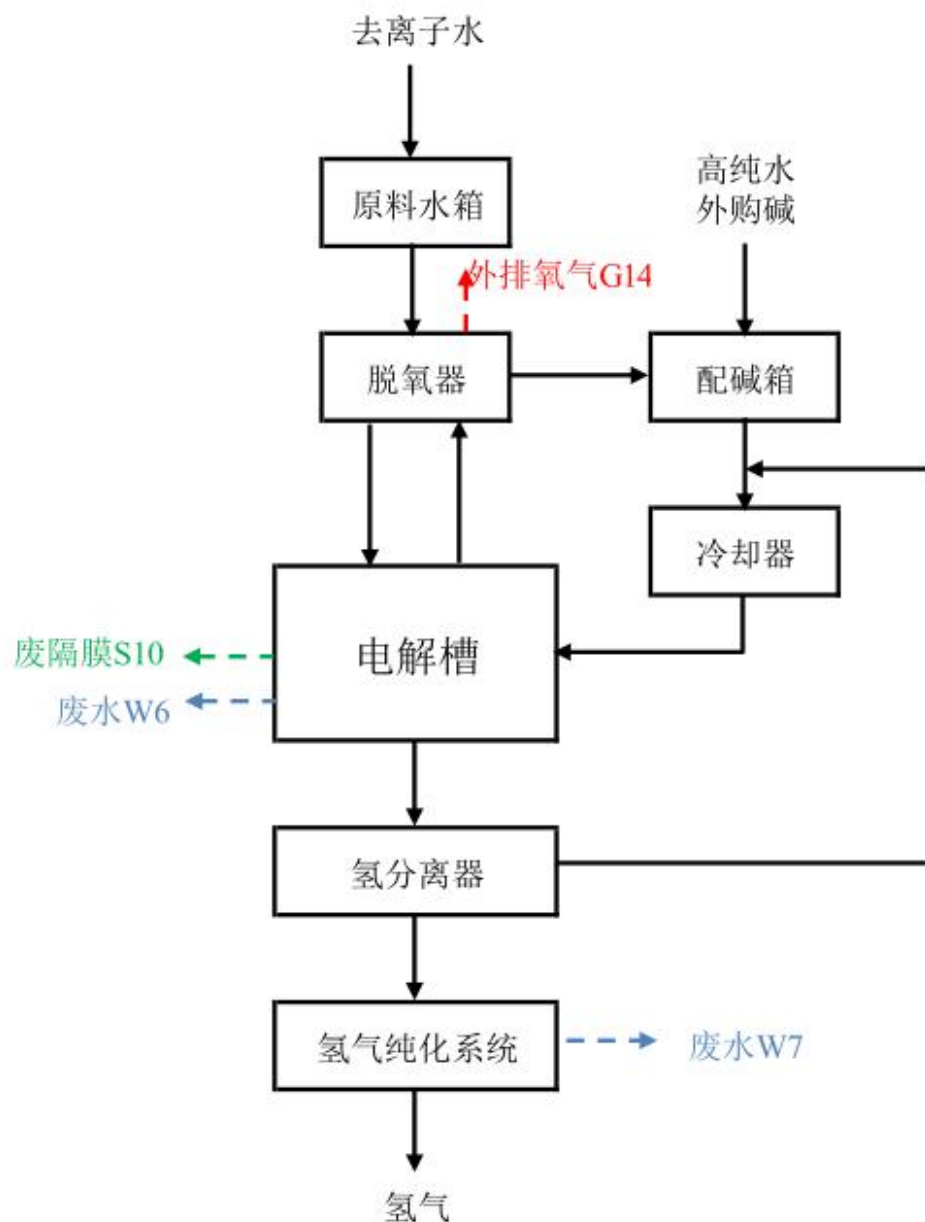 去离子水
原料水箱
高纯水
外购碱
外排氧气G14
脱氧器
配碱箱
冷却器
电解槽
废隔膜S10
废水W6
氢分离器
氢气纯化系统
废水W7
氢气